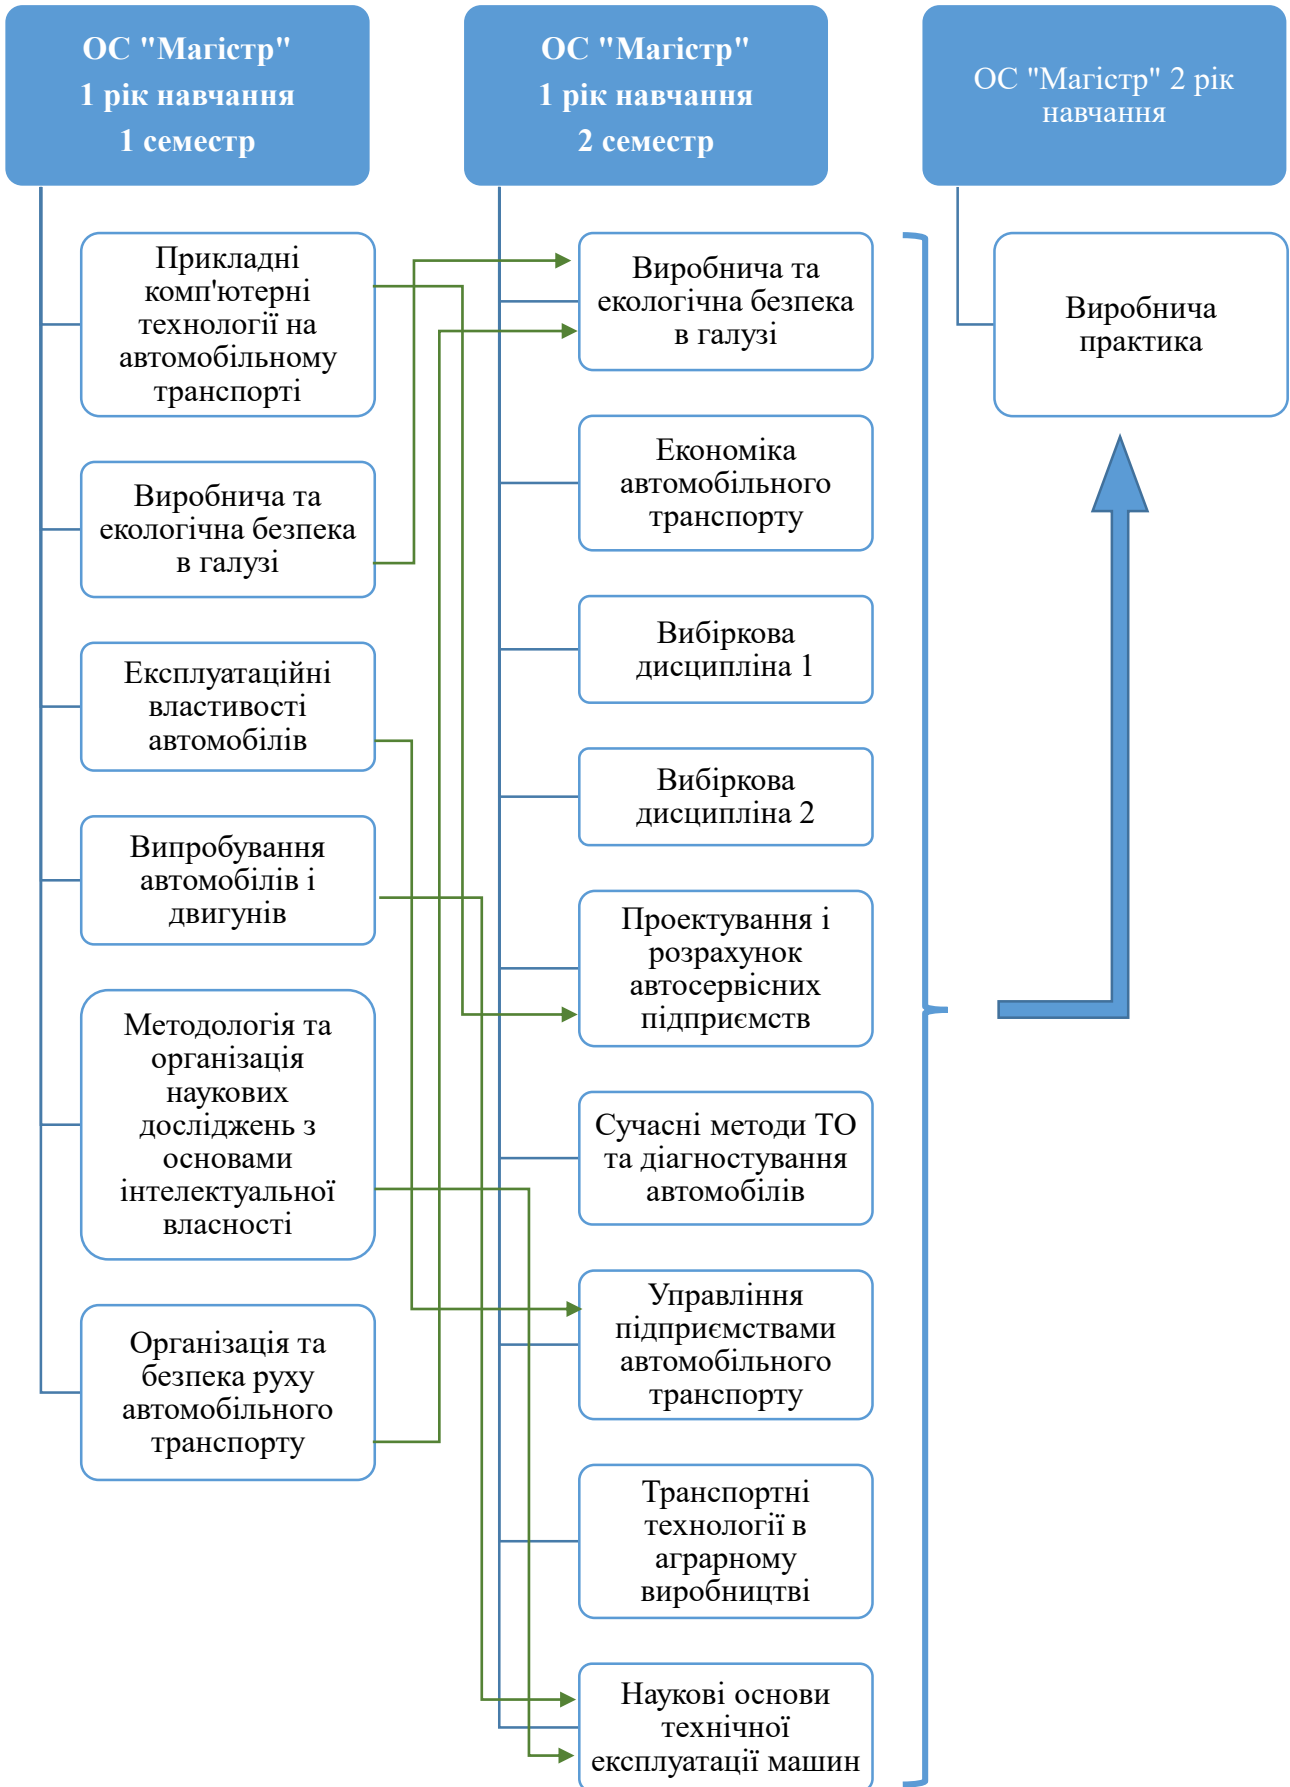 ОС "Магістр"
1 рік навчання
1 семестр
Прикладні
комп'ютерні
технології на
автомобільному
транспорті
Виробнича та
екологічна безпека
в галузі
Експлуатаційні
властивості
автомобілів
Випробування
автомобілів і
двигунів
Методологія та
організація
наукових
досліджень з
основами
інтелектуальної
власності
Організація та
безпека руху
автомобільного
транспорту
ОС "Магістр"
1 рік навчання
2 семестр
Виробнича та
екологічна безпека
в галузі
Економіка
автомобільного
транспорту
Вибіркова
дисципліна 1
Вибіркова
дисципліна 2
Проектування і
розрахунок
автосервісних
підприємств
Сучасні методи ТО
та діагностування
автомобілів
Управління
підприємствами
автомобільного
транспорту
Транспортні
технології в
аграрному
виробництві
Наукові основи
технічної
експлуатації машин
ОС "Магістр" 2 рік
навчання
Виробнича
практика